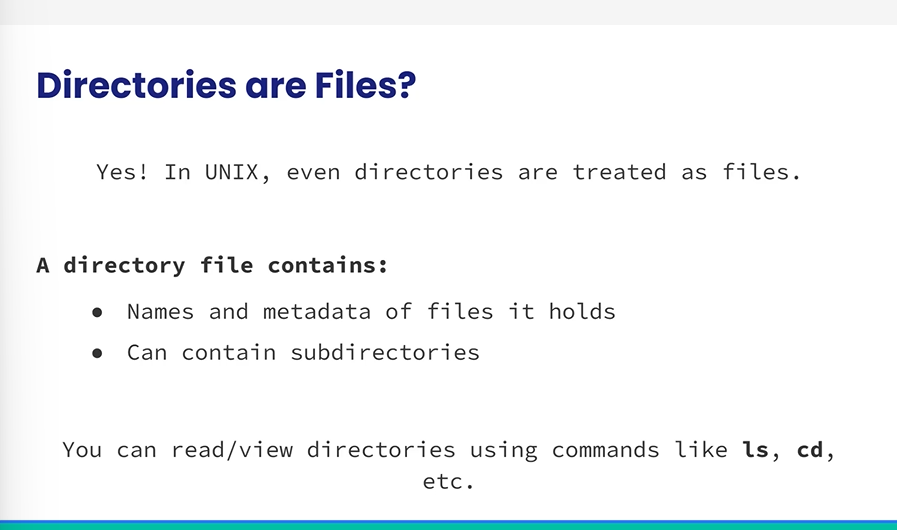 Directories are Files?
Yes! In UNIX, even directories are treated as files.
A directory file contains:
● Names and metadata of files it holds
● Can contain subdirectories
You can read/view directories using commands like ls, cd,
etc.